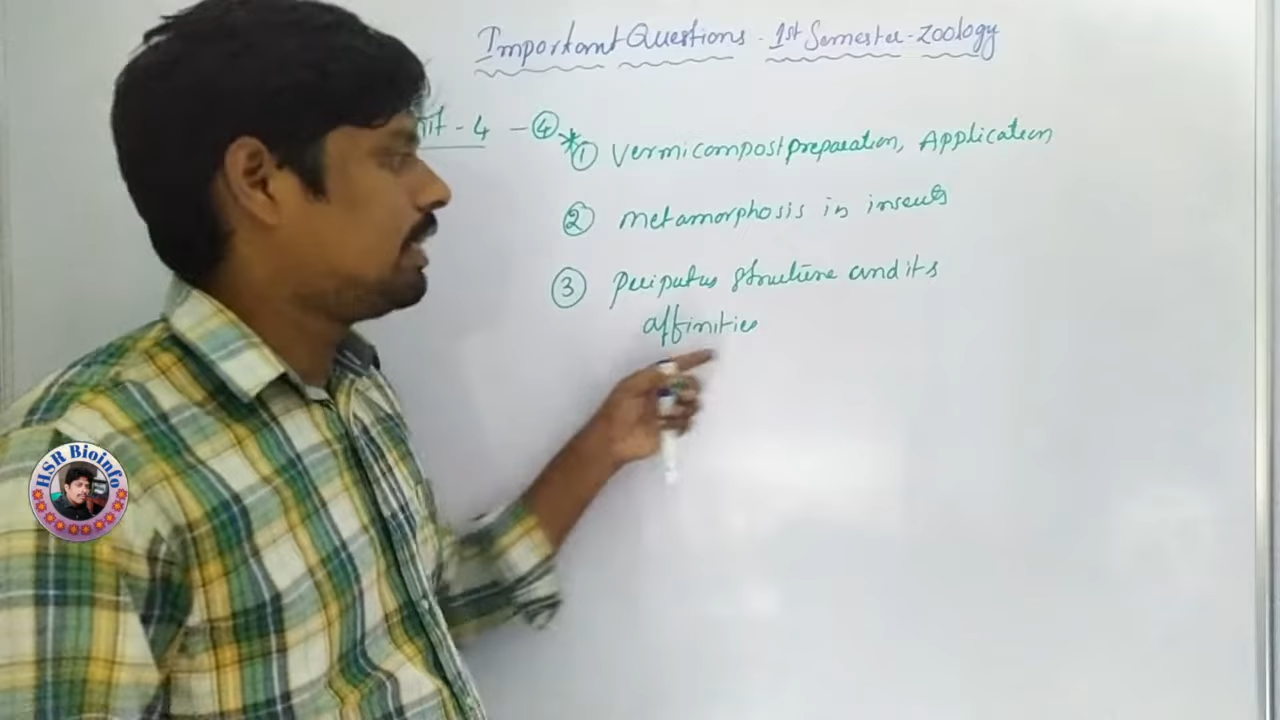 Important Questions - 1st Semester - Zoology
nit - 4 - ④
* ① Vermicompost preparation, Application
② Metamorphosis in insects
③ Peripatus structure and its
affinities
HSR Bioinfo